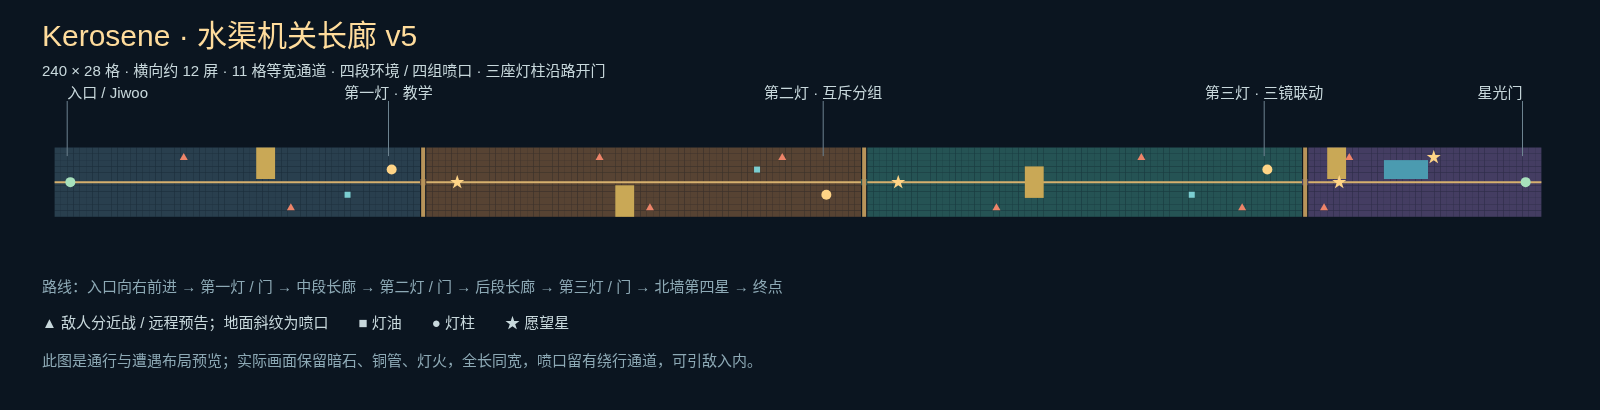 Kerosene · 水渠机关长廊 v5
240 × 28 格 · 横向约 12 屏 · 11 格等宽通道 · 四段环境 / 四组喷口 · 三座灯柱沿路开门
入口 / Jiwoo 第一灯 · 教学 第二灯 · 互斥分组 第三灯 · 三镜联动 星光门
路线：入口向右前进 → 第一灯 / 门 → 中段长廊 → 第二灯 / 门 → 后段长廊 → 第三灯 / 门 → 北墙第四星 → 终点
▲ 敌人分近战 / 远程预告；地面斜纹为喷口 ■ 灯油 ● 灯柱 ★ 愿望星
此图是通行与遭遇布局预览；实际画面保留暗石、铜管、灯火，全长同宽，喷口留有绕行通道，可引敌入内。